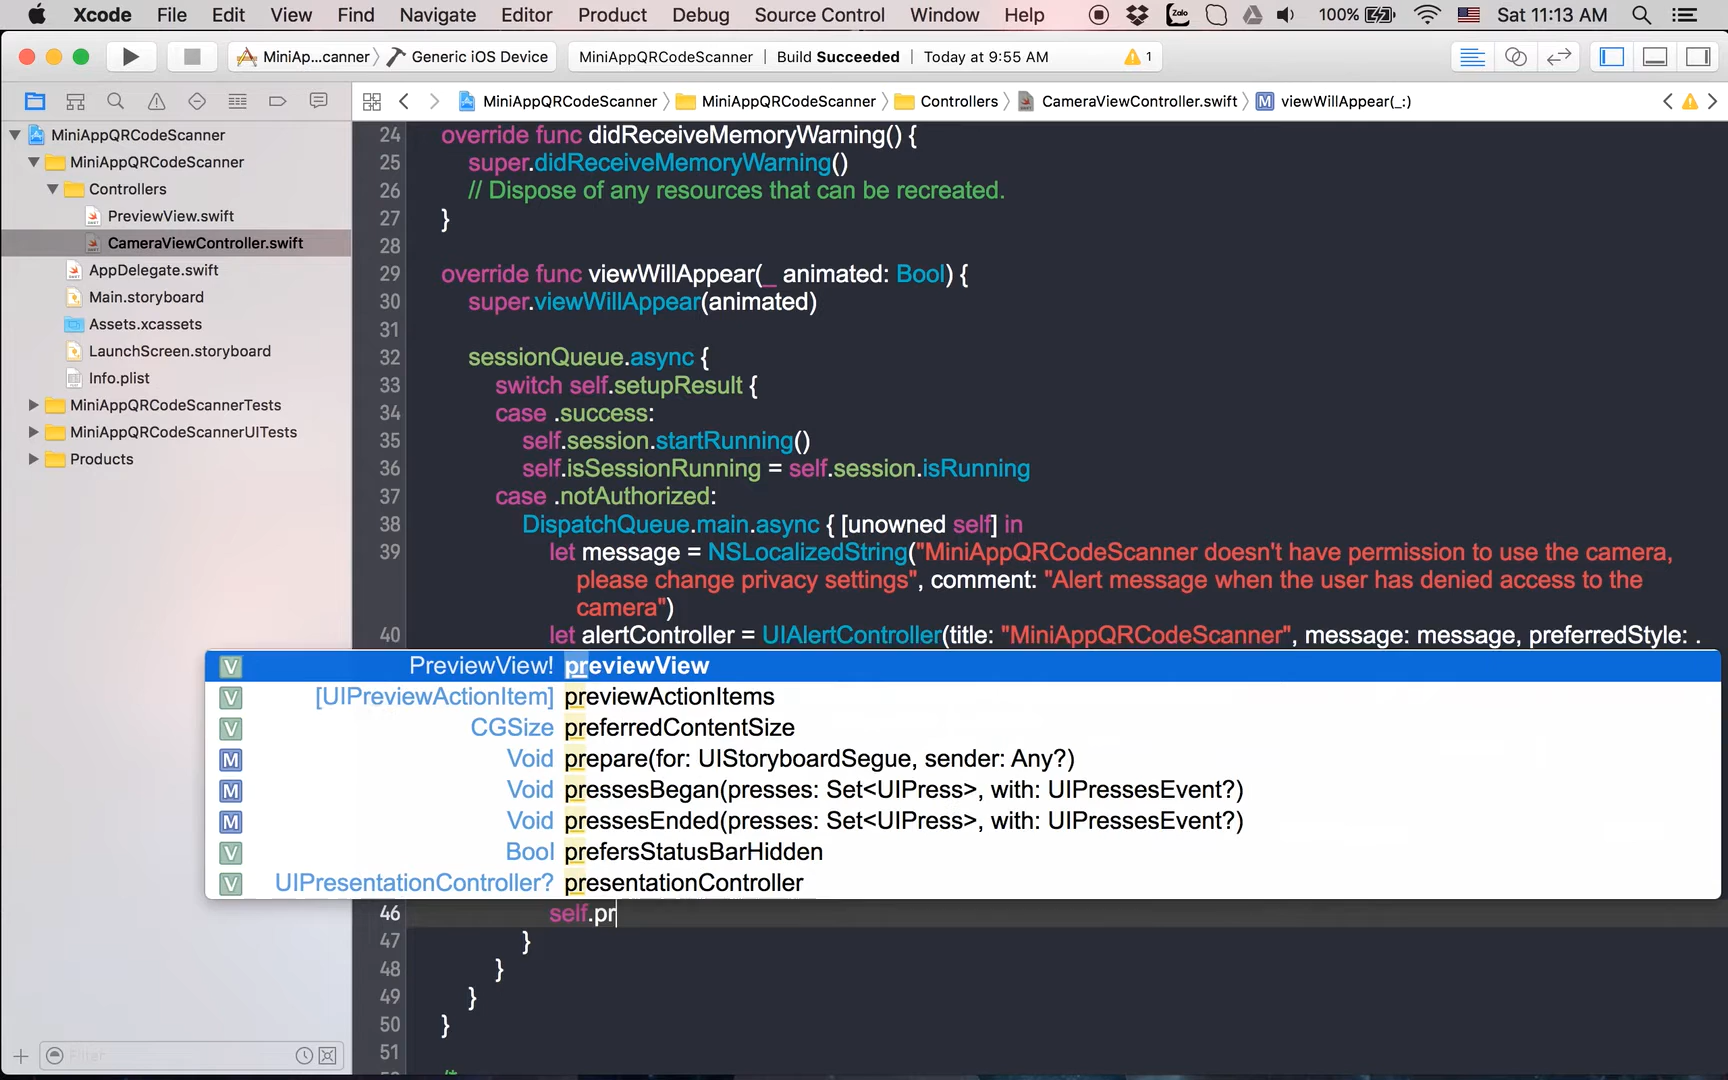 Xcode File Edit View Find Navigate Editor Product Debug Source Control Window Help Zalo 100% Sat 11:13 AM
MiniAp...canner Generic iOS Device MiniAppQRCodeScanner Build Succeeded Today at 9:55 AM 1
MiniAppQRCodeScanner MiniAppQRCodeScanner Controllers CameraViewController.swift M viewWillAppear(_:)
MiniAppQRCodeScanner
MiniAppQRCodeScanner
Controllers
PreviewView.swift
CameraViewController.swift
AppDelegate.swift
Main.storyboard
Assets.xcassets
LaunchScreen.storyboard
Info.plist
MiniAppQRCodeScannerTests
MiniAppQRCodeScannerUITests
Products
Filter
24 override func didReceiveMemoryWarning() {
25 super.didReceiveMemoryWarning()
26 // Dispose of any resources that can be recreated.
27 }
28
29 override func viewWillAppear(_ animated: Bool) {
30 super.viewWillAppear(animated)
31
32 sessionQueue.async {
33 switch self.setupResult {
34 case .success:
35 self.session.startRunning()
36 self.isSessionRunning = self.session.isRunning
37 case .notAuthorized:
38 DispatchQueue.main.async { [unowned self] in
39 let message = NSLocalizedString("MiniAppQRCodeScanner doesn't have permission to use the camera,
please change privacy settings", comment: "Alert message when the user has denied access to the
camera")
40 let alertController = UIAlertController(title: "MiniAppQRCodeScanner", message: message, preferredStyle: .
V PreviewView! previewView
V [UIPreviewActionItem] previewActionItems
V CGSize preferredContentSize
M Void prepare(for: UIStoryboardSegue, sender: Any?)
M Void pressesBegan(presses: Set<UIPress>, with: UIPressesEvent?)
M Void pressesEnded(presses: Set<UIPress>, with: UIPressesEvent?)
V Bool prefersStatusBarHidden
V UIPresentationController? presentationController
46 self.pr
47 }
48 }
49 }
50 }
51